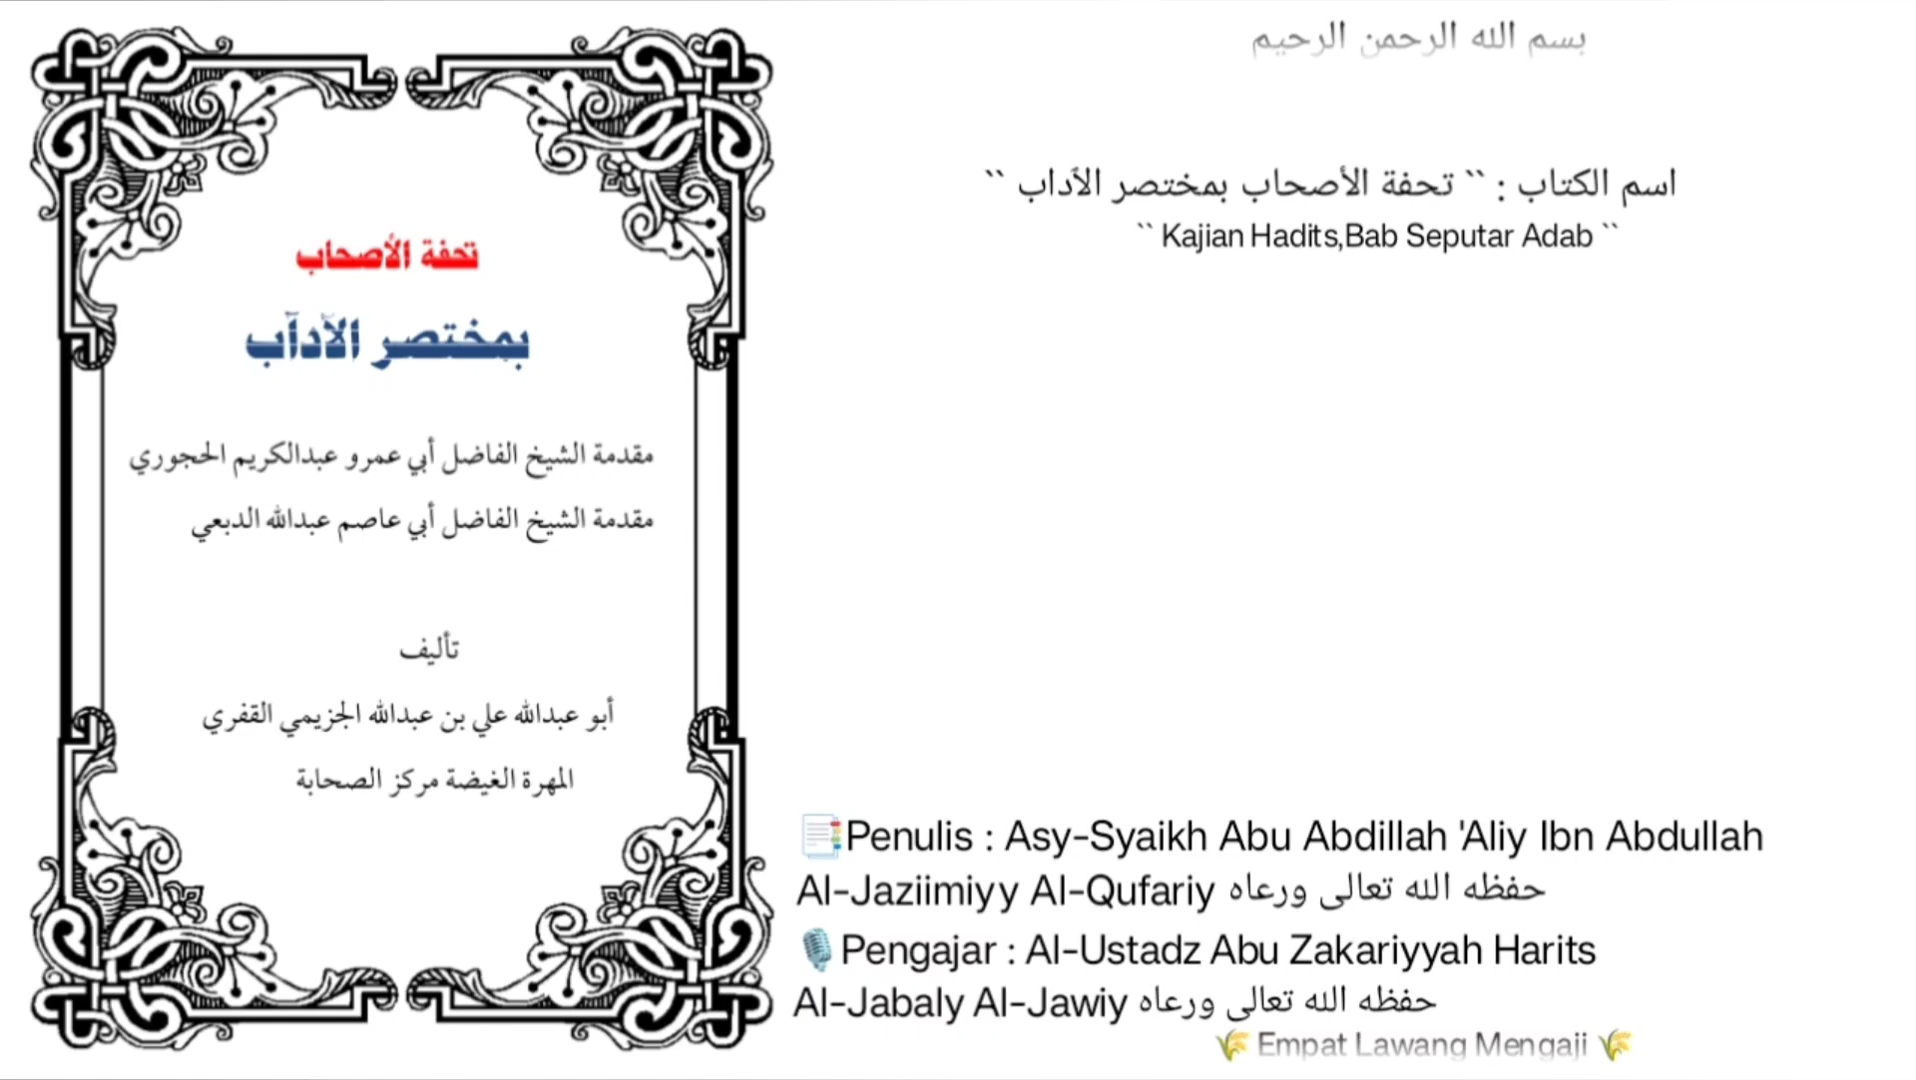 تحفة الأصحاب
بمختصر الآدآب
مقدمة الشيخ الفاضل أبي عمرو عبدالكريم الحجوري
مقدمة الشيخ الفاضل أبي عاصم عبدالله الدبعي
تأليف
أبو عبدالله علي بن عبدالله الجزيمي القفري
المهرة الغيضة مركز الصحابة
بسم الله الرحمن الرحيم
اسم الكتاب : `` تحفة الأصحاب بمختصر الأداب ``
`` Kajian Hadits,Bab Seputar Adab ``
📑Penulis : Asy-Syaikh Abu Abdillah 'Aliy Ibn Abdullah
Al-Jaziimiyy Al-Qufariy حفظه الله تعالى ورعاه
🎙️Pengajar : Al-Ustadz Abu Zakariyyah Harits
Al-Jabaly Al-Jawiy حفظه الله تعالى ورعاه
🌾 Empat Lawang Mengaji 🌾